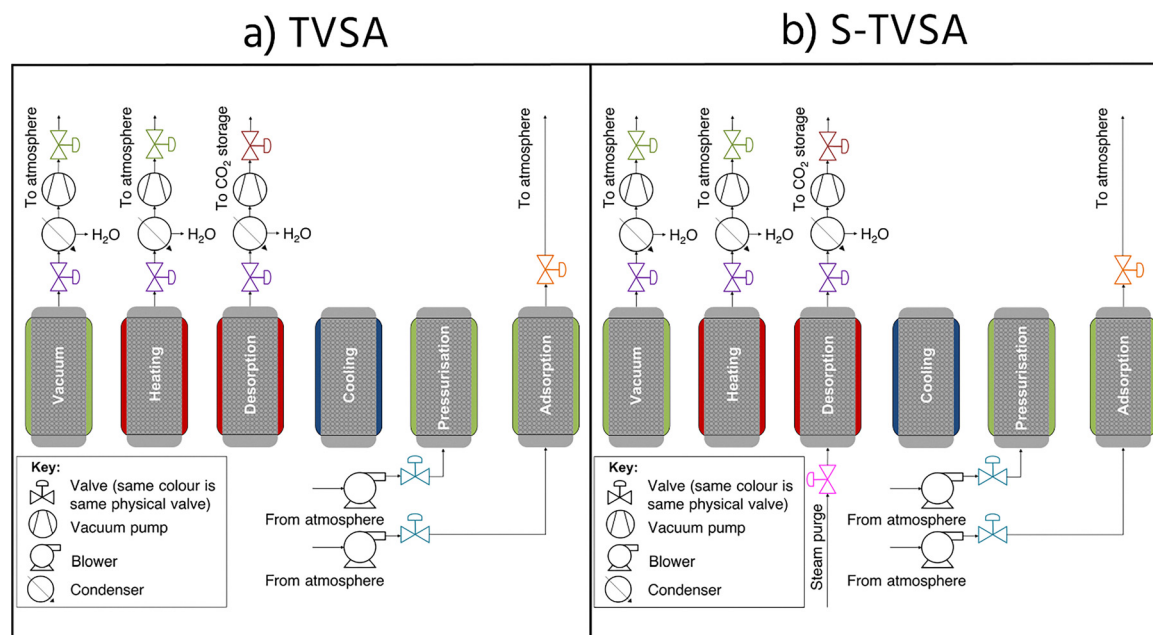 a) TVSA
To atmosphere
To atmosphere
To CO₂ storage
To atmosphere
H₂O
H₂O
H₂O
Vacuum
Heating
Desorption
Cooling
Pressurisation
Adsorption
From atmosphere
From atmosphere
Key:
Valve (same colour is
same physical valve)
Vacuum pump
Blower
Condenser
b) S-TVSA
To atmosphere
To atmosphere
To CO₂ storage
To atmosphere
H₂O
H₂O
H₂O
Vacuum
Heating
Desorption
Cooling
Pressurisation
Adsorption
Steam purge
From atmosphere
From atmosphere
Key:
Valve (same colour is
same physical valve)
Vacuum pump
Blower
Condenser